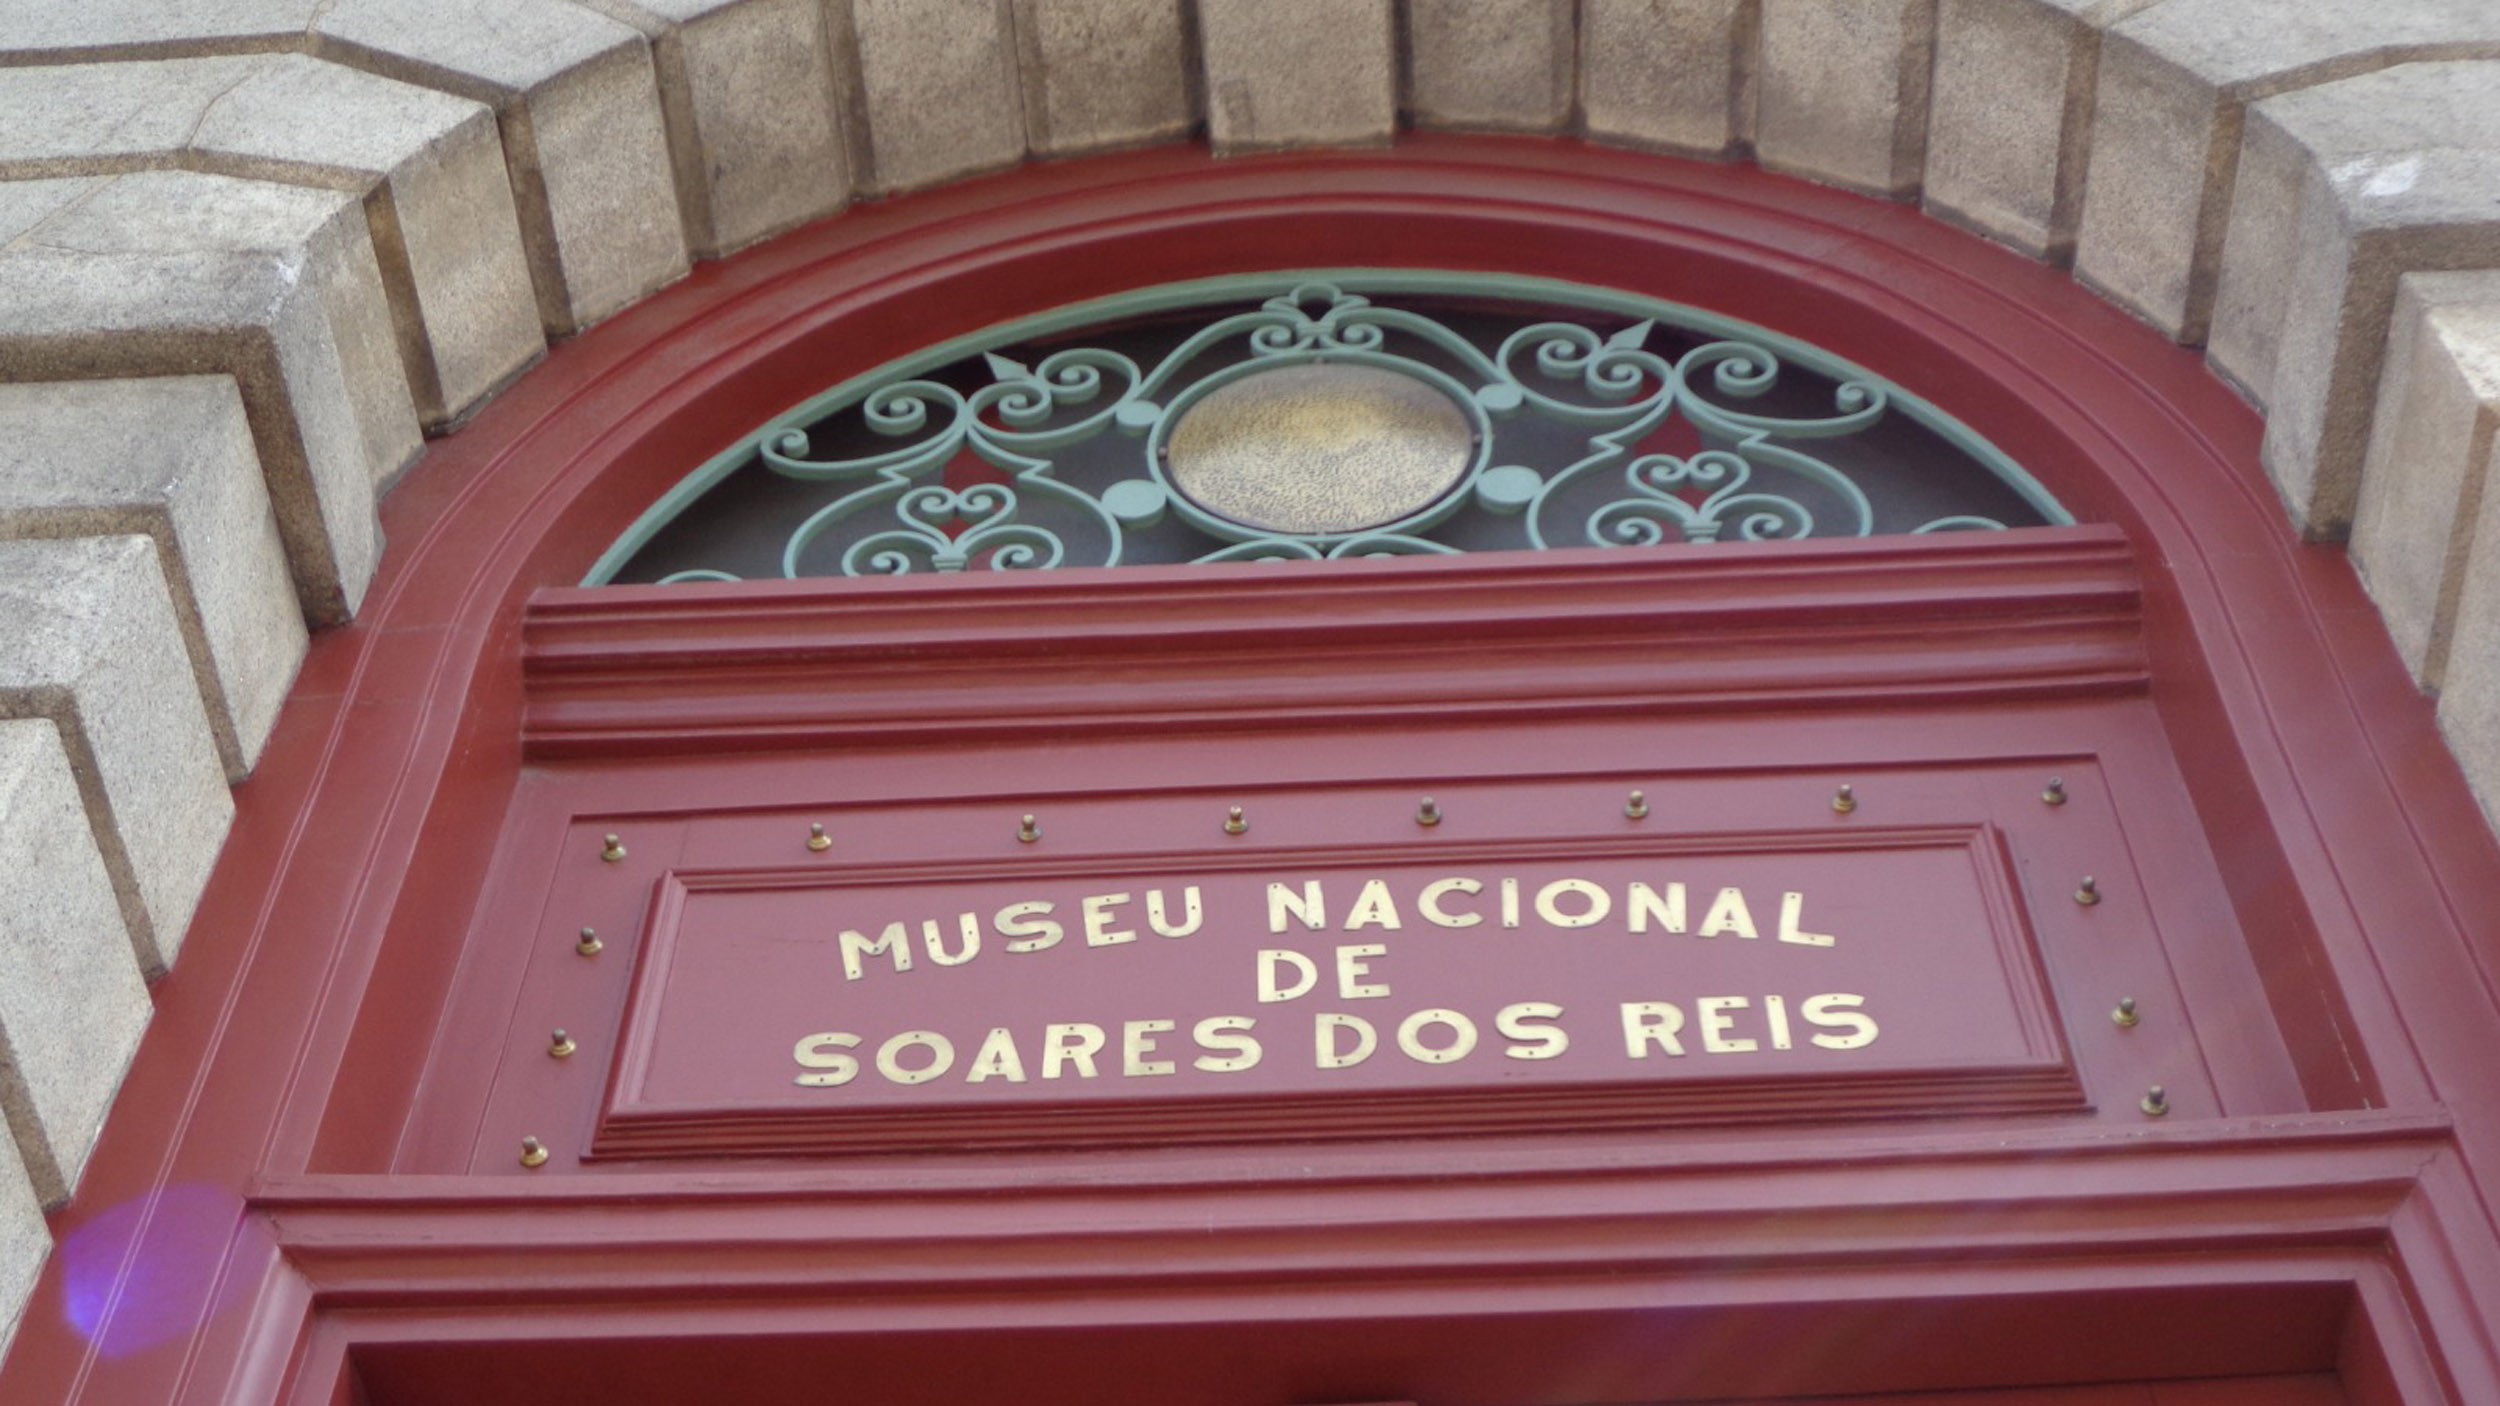 MUSEU NACIONAL
DE
SOARES DOS REIS